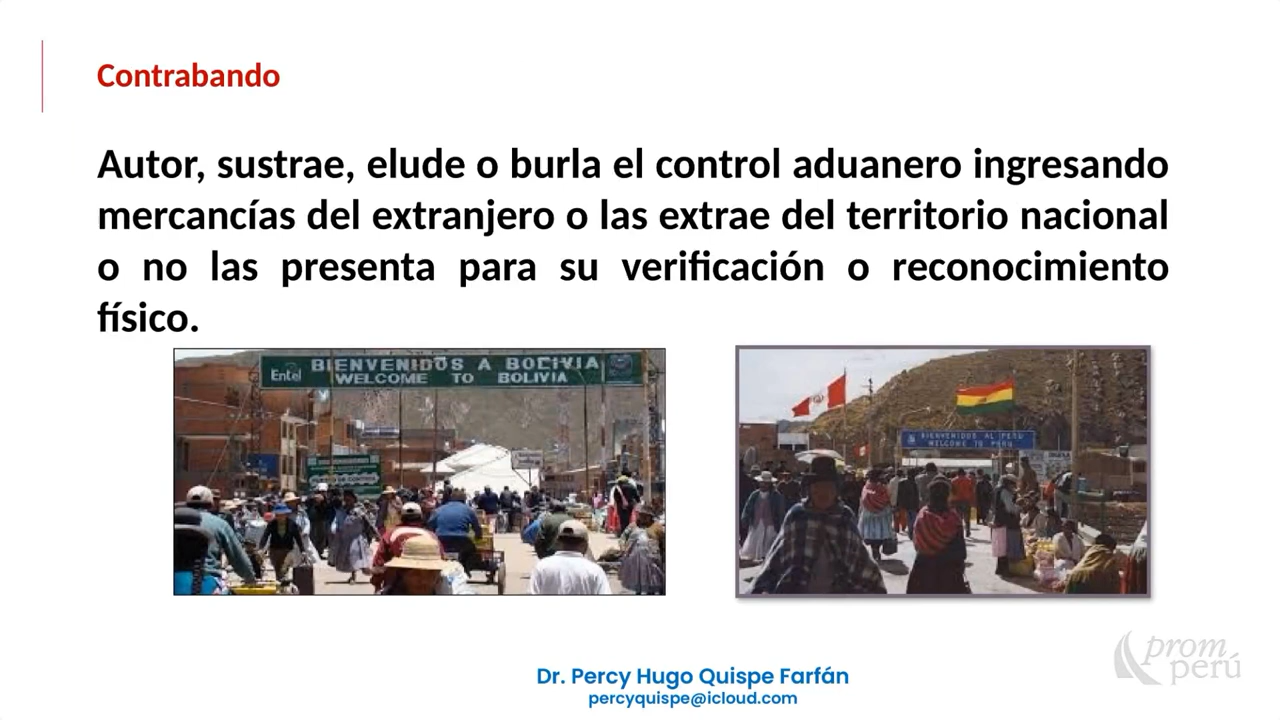 Contrabando
Autor, sustrae, elude o burla el control aduanero ingresando
mercancías del extranjero o las extrae del territorio nacional
o no las presenta para su verificación o reconocimiento
físico.
Entel
BIENVENIDOS A BOLIVIA
WELCOME TO BOLIVIA
BIENVENIDOS AL PERU
WELCOME TO PERU
prom
perú
Dr. Percy Hugo Quispe Farfán
percyquispe@icloud.com